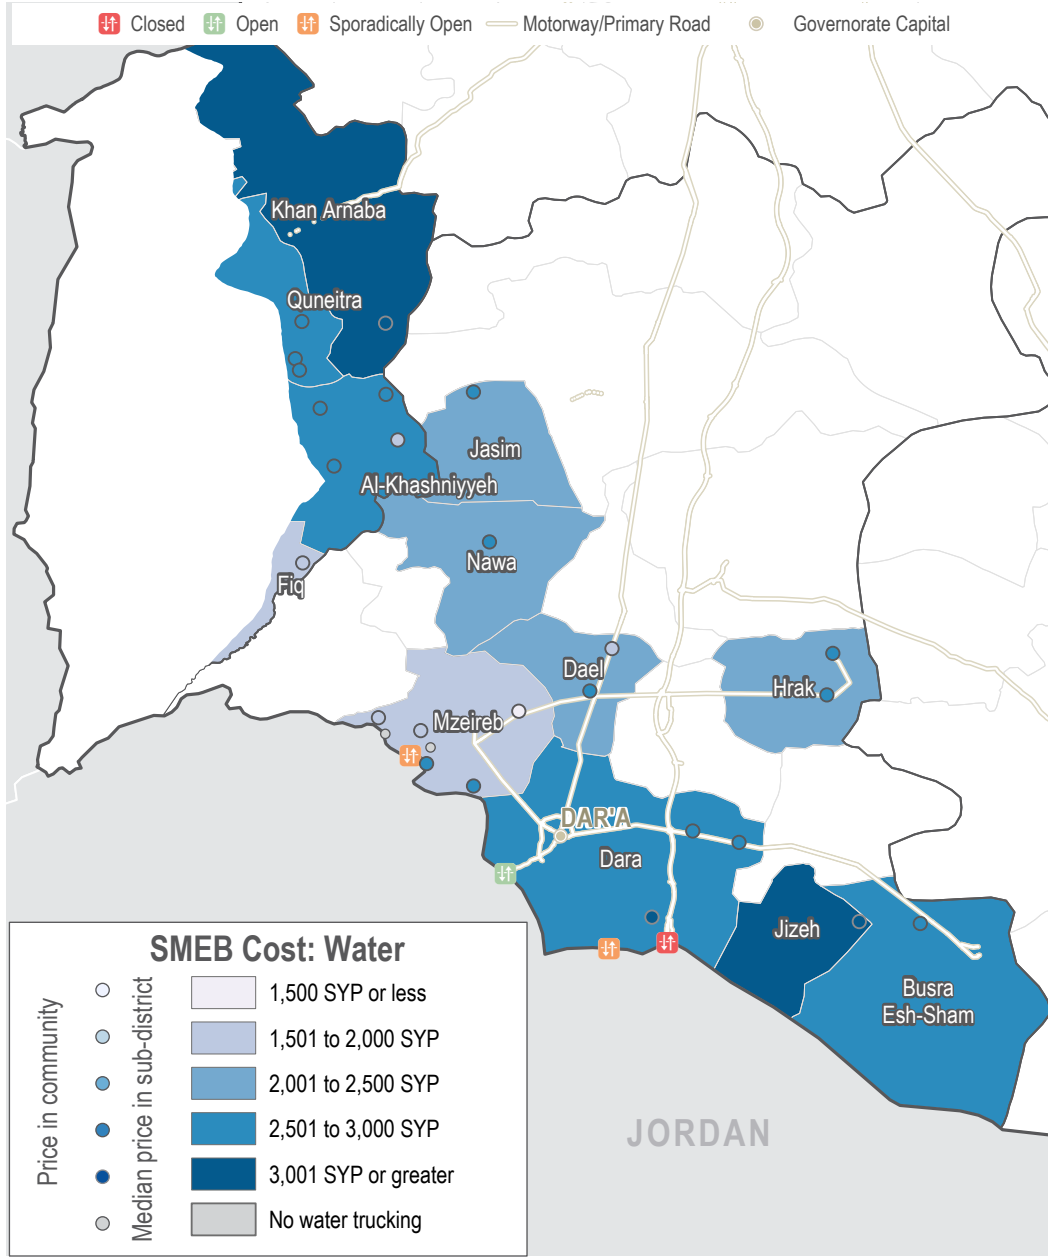 Closed Open Sporadically Open Motorway/Primary Road Governorate Capital
Khan Arnaba
Quneitra
Jasim
Al-Khashniyyeh
Nawa
Fiq
Dael
Hrak
Mzeireb
DAR'A
Dara
Jizeh
Busra
Esh-Sham
JORDAN
SMEB Cost: Water
Price in community
Median price in sub-district
1,500 SYP or less
1,501 to 2,000 SYP
2,001 to 2,500 SYP
2,501 to 3,000 SYP
3,001 SYP or greater
No water trucking